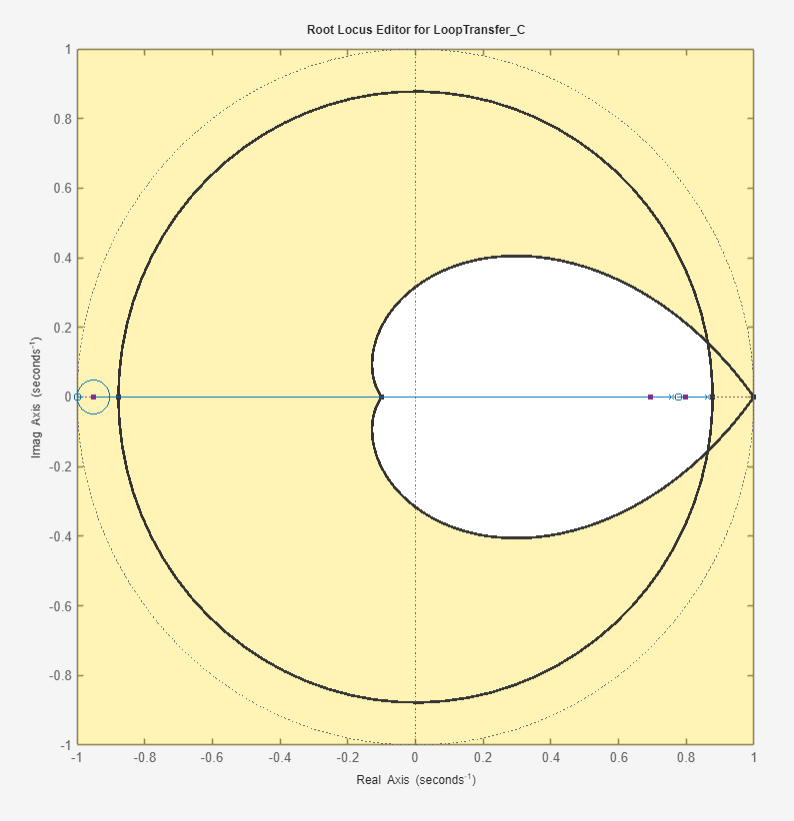 Root Locus Editor for LoopTransfer_C
1
0.8
0.6
0.4
0.2
0
-0.2
-0.4
-0.6
-0.8
-1
Imag Axis (seconds⁻¹)
-1 -0.8 -0.6 -0.4 -0.2 0 0.2 0.4 0.6 0.8 1
Real Axis (seconds⁻¹)